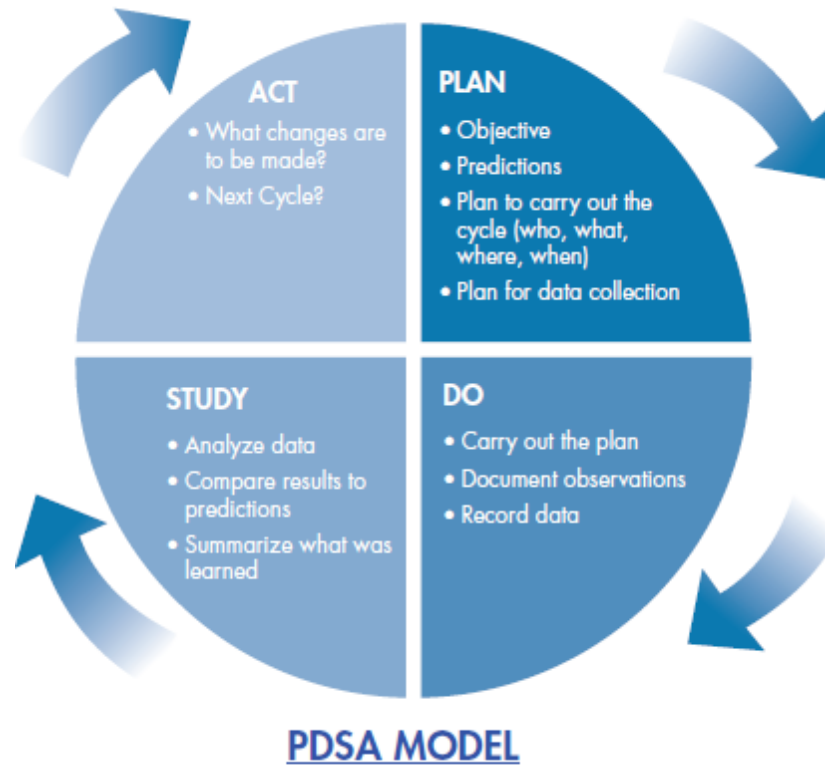 ACT
• What changes are
to be made?
• Next Cycle?
PLAN
• Objective
• Predictions
• Plan to carry out the
cycle (who, what,
where, when)
• Plan for data collection
STUDY
• Analyze data
• Compare results to
predictions
• Summarize what was
learned
DO
• Carry out the plan
• Document observations
• Record data
PDSA MODEL